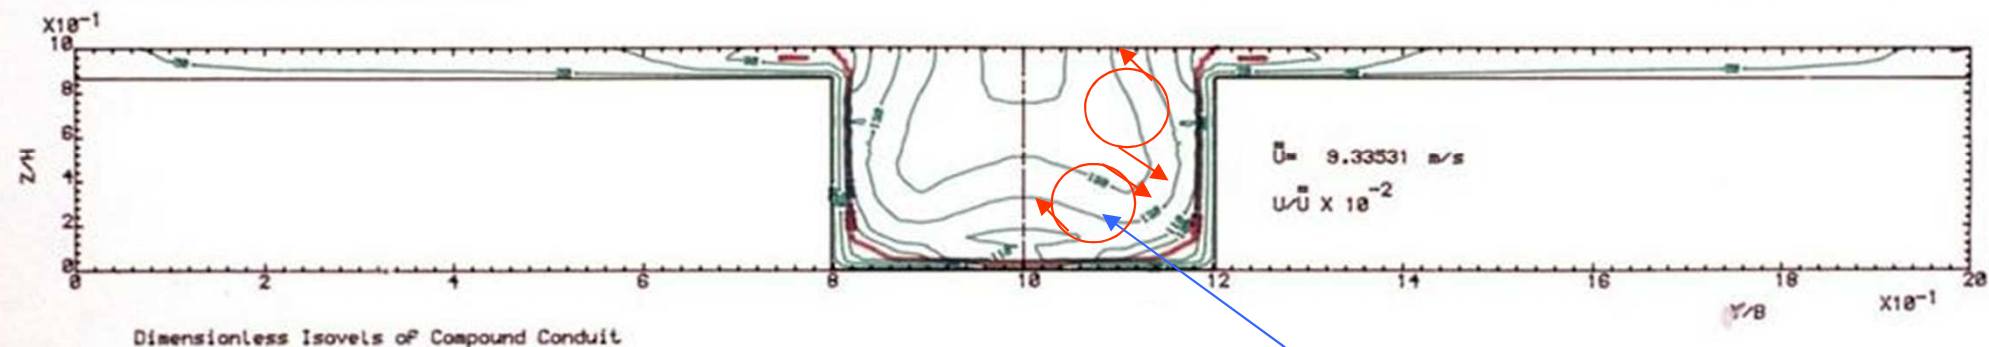 X10⁻¹
10
8
6
4
2
0
Z/H
0 2 4 6 8 10 12 14 16 18 20
X10⁻¹
Y/B
Ū= 9.33531 m/s
U/Ū X 10⁻²
110
Dimensionless Isovels of Compound Conduit